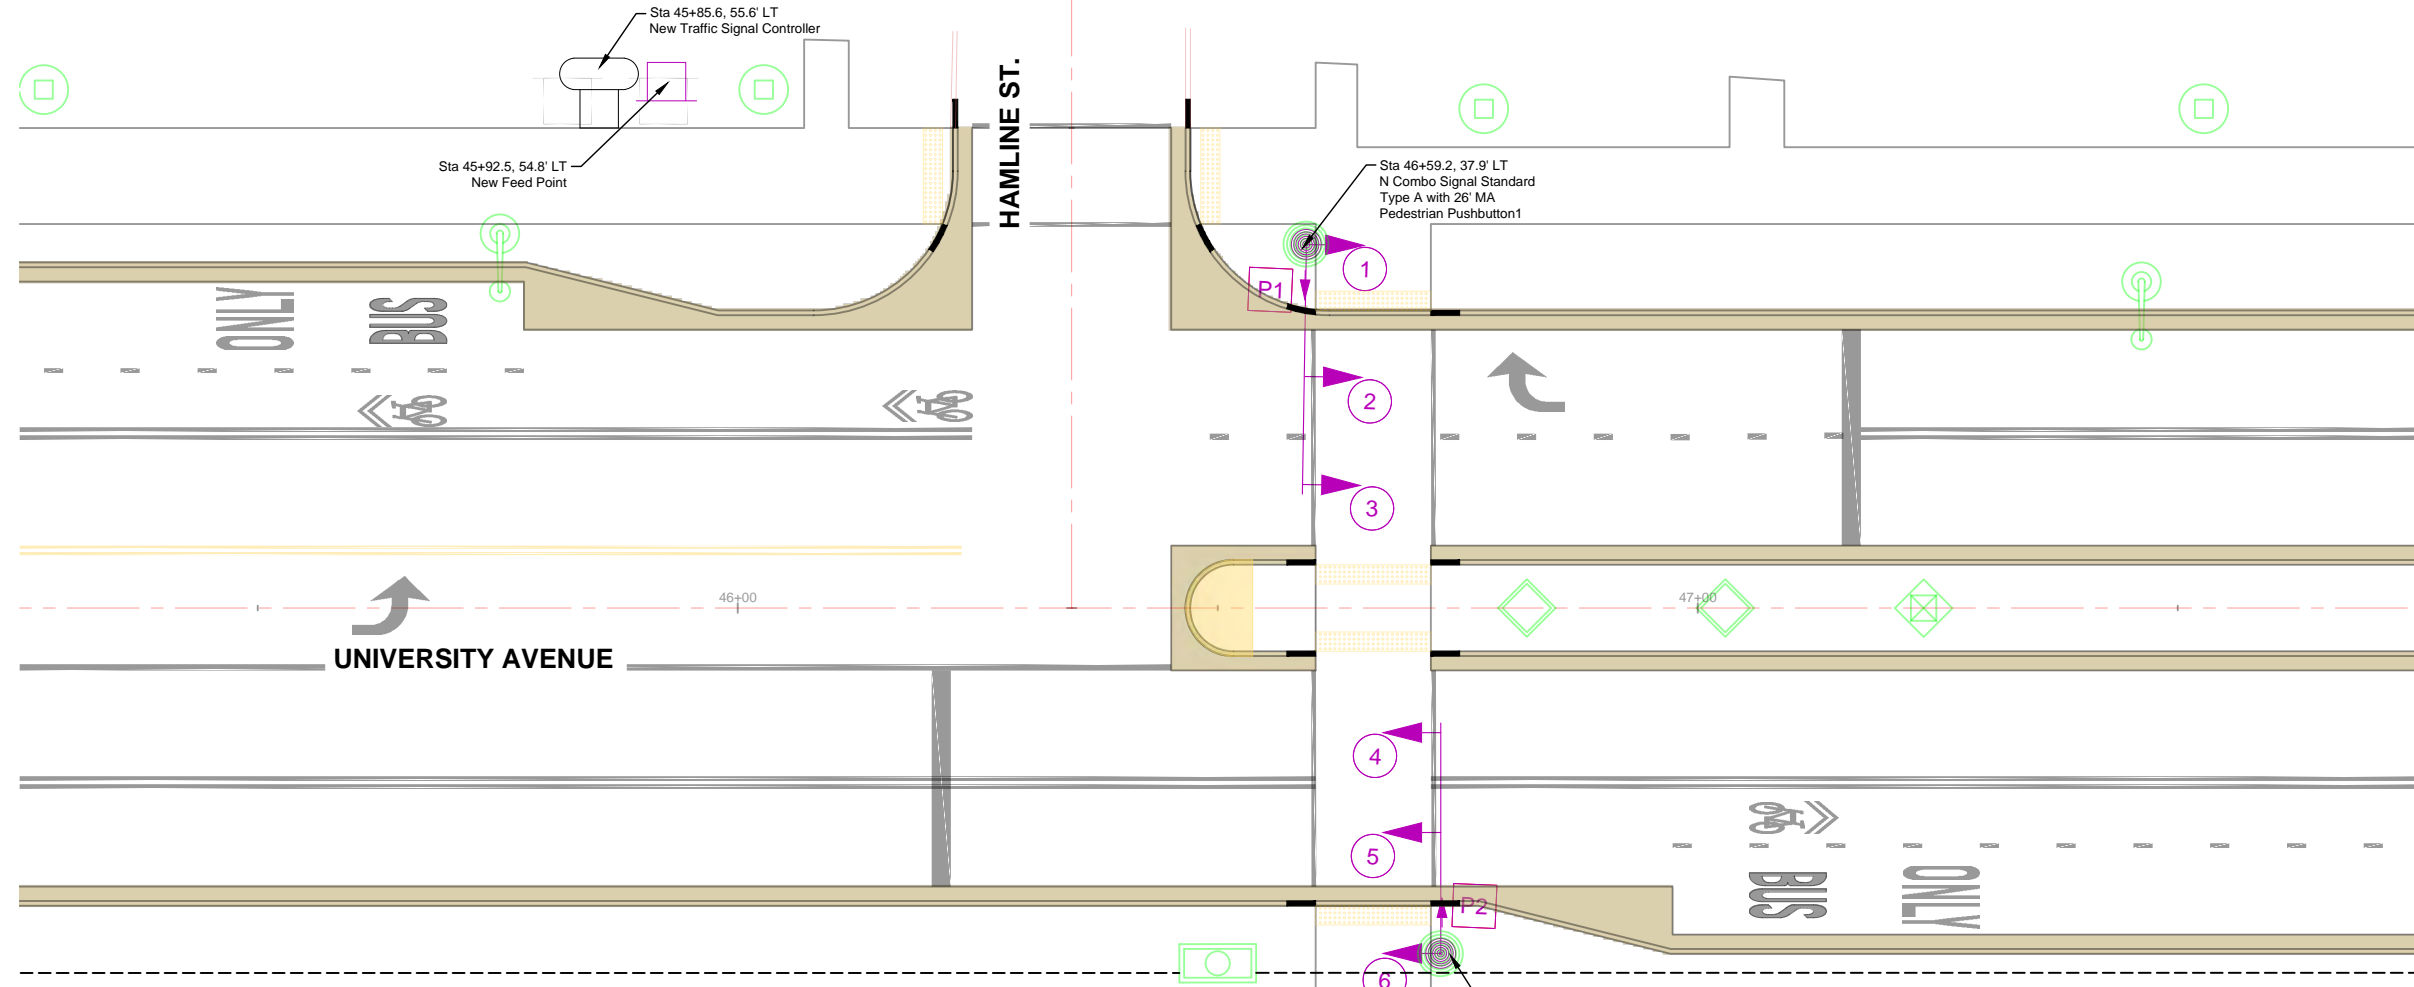 Sta 45+85.6, 55.6' LT
New Traffic Signal Controller
HAMLINE ST.
Sta 45+92.5, 54.8' LT
New Feed Point
Sta 46+59.2, 37.9' LT
N Combo Signal Standard
Type A with 26' MA
Pedestrian Pushbutton1
1
P1
ONLY
BUS
2
3
46+00
47+00
UNIVERSITY AVENUE
4
5
BUS
ONLY
P2
6